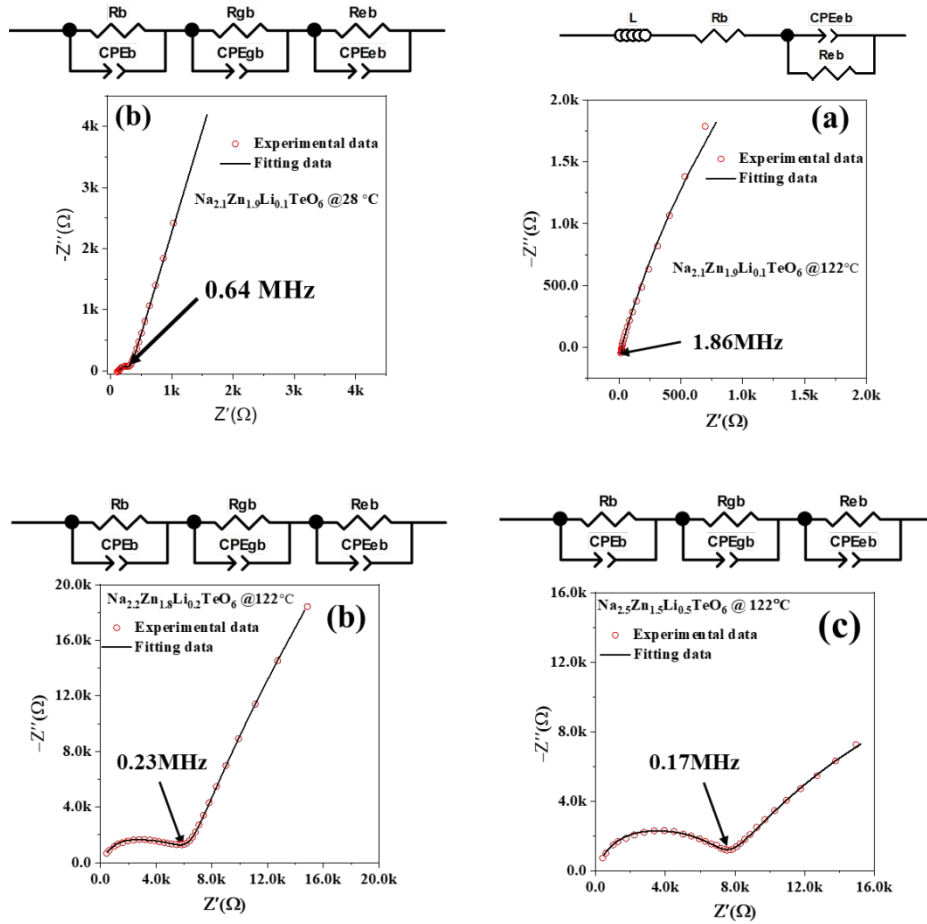 Rb Rgb Reb
CPEb CPEgb CPEeb
(b)
Experimental data
Fitting data
Na2.1Zn1.9Li0.1TeO6 @28 °C
0.64 MHz
4k
3k
2k
1k
0
-Z''(Ω)
0 1k 2k 3k 4k
Z'(Ω)
L Rb CPEeb
Reb
(a)
Experimental data
Fitting data
Na2.1Zn1.9Li0.1TeO6 @122°C
1.86MHz
2.0k
1.5k
1.0k
500.0
0.0
−Z''(Ω)
0.0 500.0 1.0k 1.5k 2.0k
Z'(Ω)
Rb Rgb Reb
CPEb CPEgb CPEeb
Na2.2Zn1.8Li0.2TeO6 @122°C
Experimental data
Fitting data
(b)
0.23MHz
20.0k
16.0k
12.0k
8.0k
4.0k
0.0
−Z''(Ω)
0.0 4.0k 8.0k 12.0k 16.0k 20.0k
Z'(Ω)
Rb Rgb Reb
CPEb CPEgb CPEeb
Na2.5Zn1.5Li0.5TeO6 @ 122°C
Experimental data
Fitting data
(c)
0.17MHz
16.0k
12.0k
8.0k
4.0k
0.0
−Z''(Ω)
0.0 4.0k 8.0k 12.0k 16.0k
Z'(Ω)